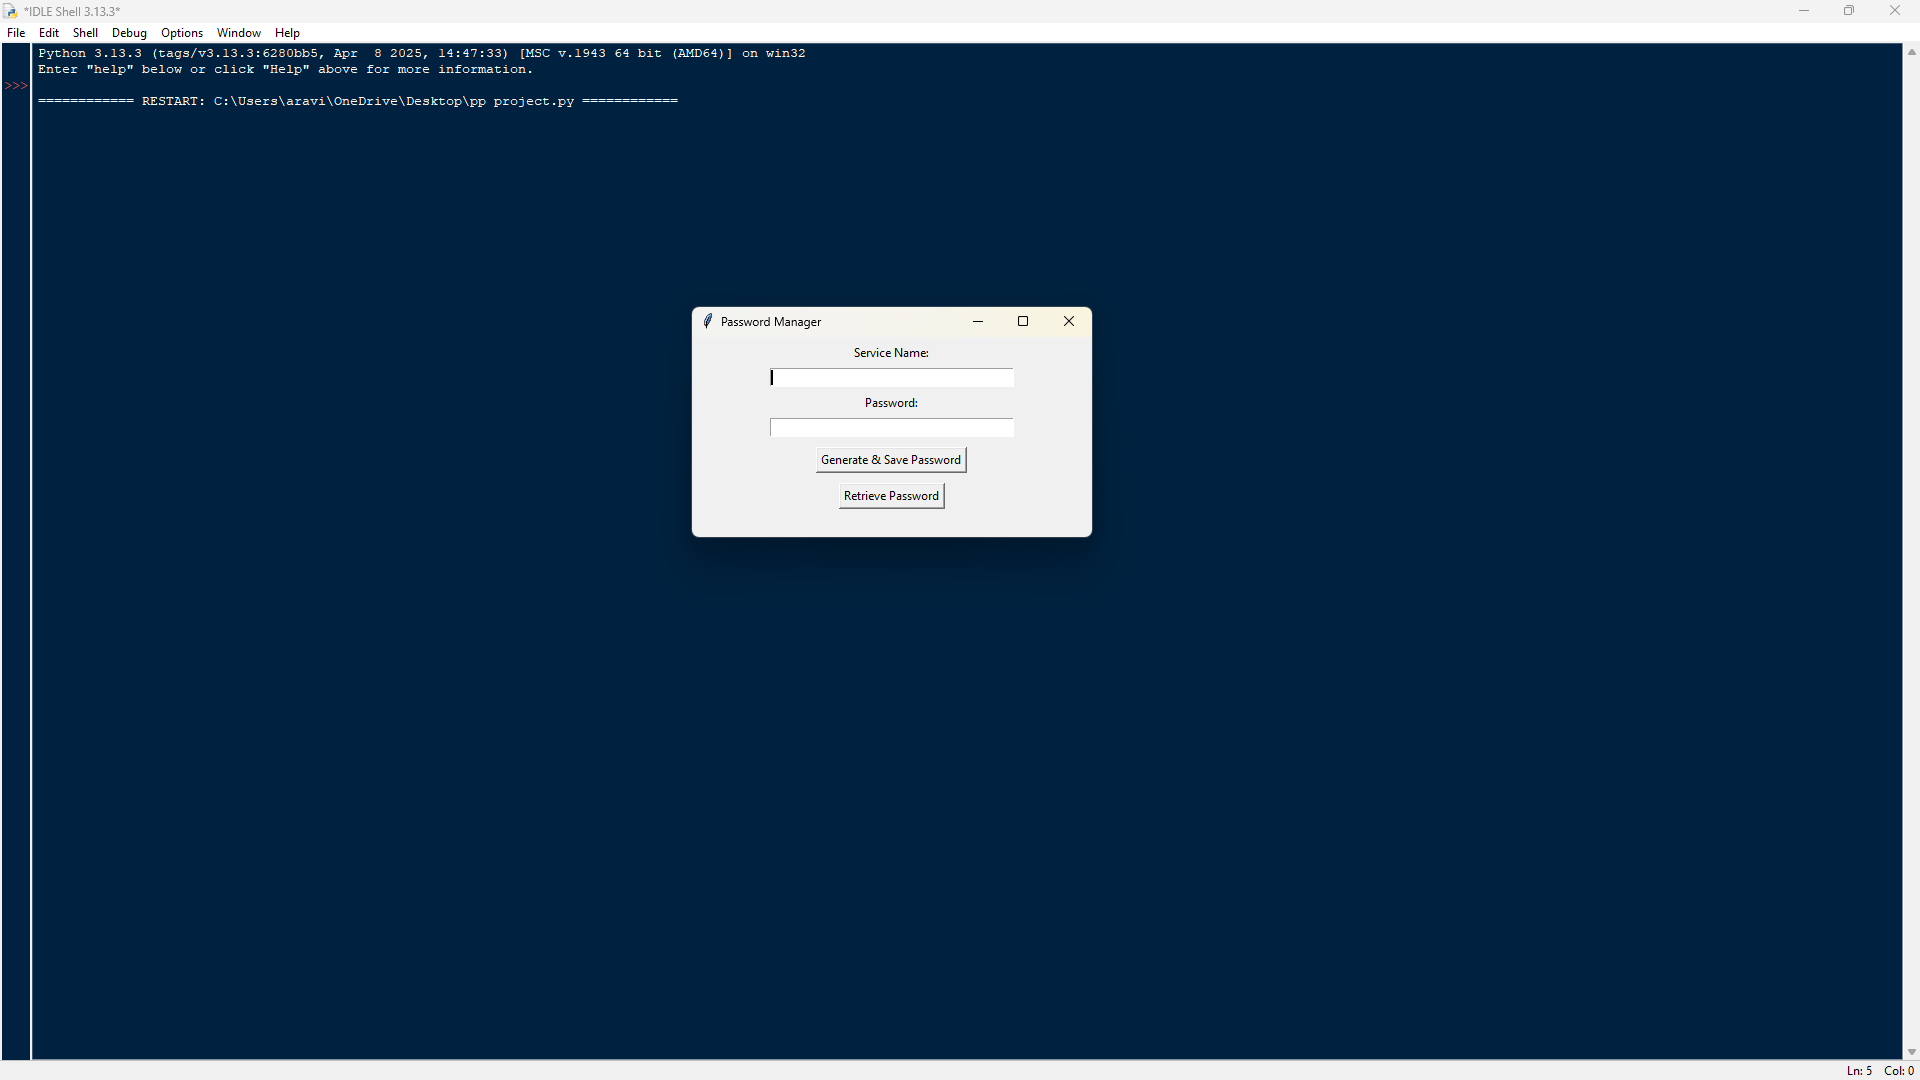 *IDLE Shell 3.13.3*
File Edit Shell Debug Options Window Help
Python 3.13.3 (tags/v3.13.3:6280bb5, Apr  8 2025, 14:47:33) [MSC v.1943 64 bit (AMD64)] on win32
Enter "help" below or click "Help" above for more information.
>>>
============ RESTART: C:\Users\aravi\OneDrive\Desktop\pp project.py ============
Password Manager
Service Name:
Password:
Generate & Save Password
Retrieve Password
Ln: 5 Col: 0